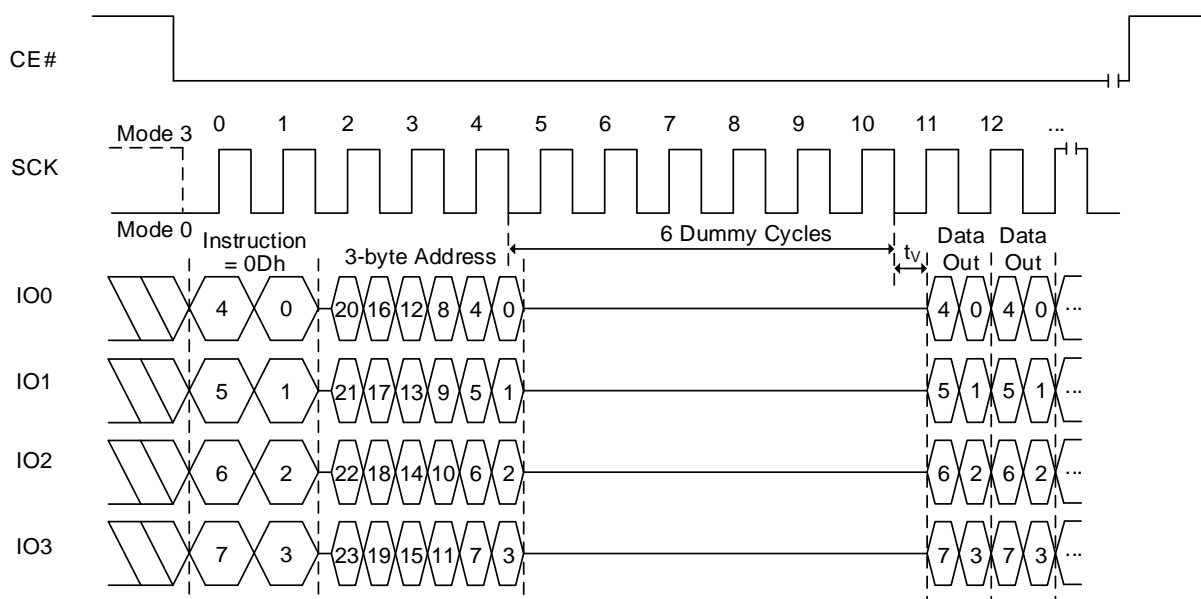 CE#
Mode 3 0 1 2 3 4 5 6 7 8 9 10 11 12 ...
SCK
Mode 0
Instruction = 0Dh
3-byte Address
6 Dummy Cycles
tV
Data Out
Data Out
IO0 4 0 20 16 12 8 4 0 4 0 4 0 ...
IO1 5 1 21 17 13 9 5 1 5 1 5 1 ...
IO2 6 2 22 18 14 10 6 2 6 2 6 2 ...
IO3 7 3 23 19 15 11 7 3 7 3 7 3 ...